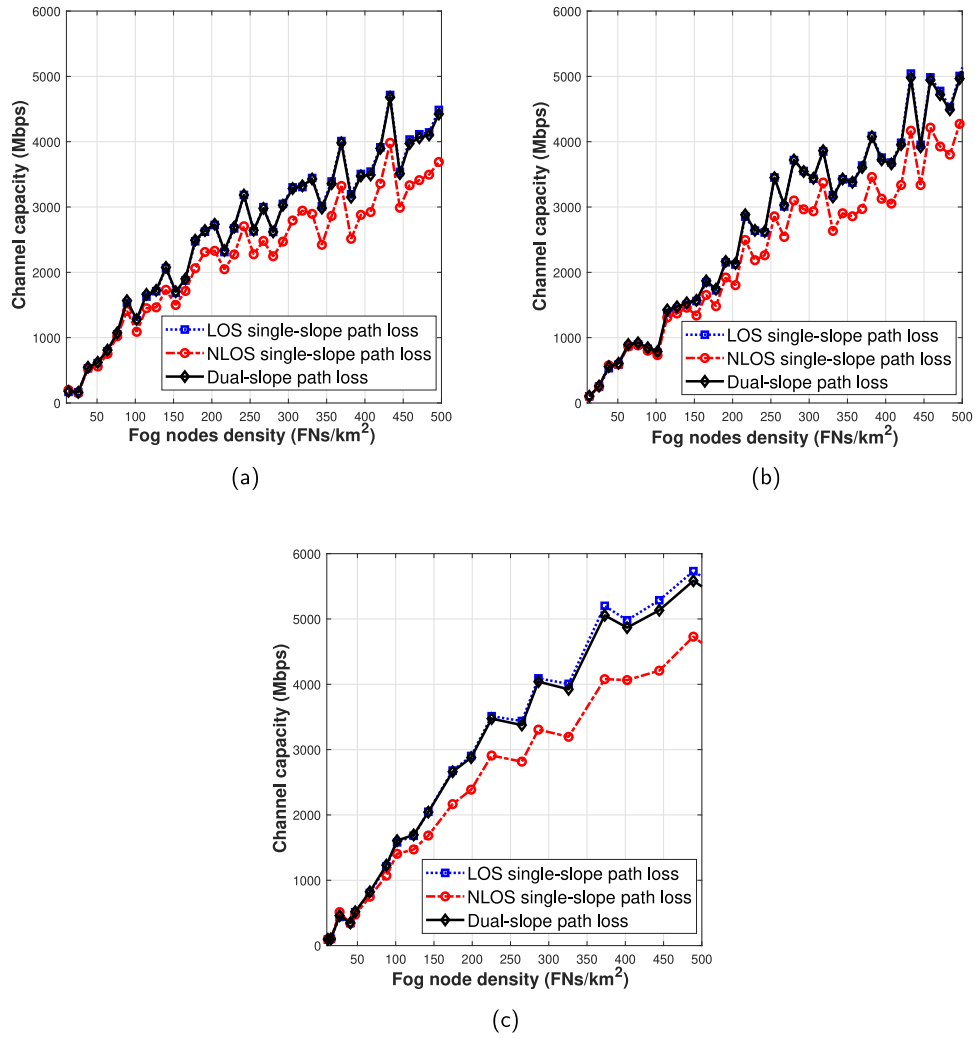 6000
5000
4000
3000
2000
1000
0
Channel capacity (Mbps)
LOS single-slope path loss
NLOS single-slope path loss
Dual-slope path loss
50 100 150 200 250 300 350 400 450 500
Fog nodes density (FNs/km²)
(a)
6000
5000
4000
3000
2000
1000
0
Channel capacity (Mbps)
LOS single-slope path loss
NLOS single-slope path loss
Dual-slope path loss
50 100 150 200 250 300 350 400 450 500
Fog nodes density (FNs/km²)
(b)
6000
5000
4000
3000
2000
1000
0
Channel capacity (Mbps)
LOS single-slope path loss
NLOS single-slope path loss
Dual-slope path loss
50 100 150 200 250 300 350 400 450 500
Fog node density (FNs/km²)
(c)